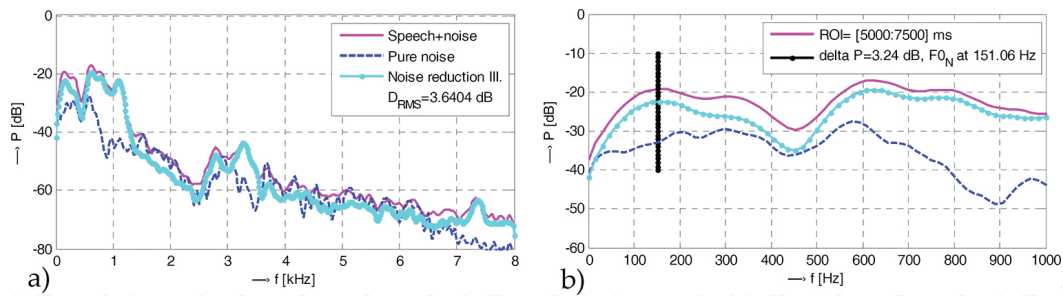 Speech+noise
Pure noise
Noise reduction III.
D_RMS=3.6404 dB
0
-20
-40
-60
-80
→ P [dB]
0 1 2 3 4 5 6 7 8
→ f [kHz]
a)
ROI= [5000:7500] ms
delta P=3.24 dB, F0_N at 151.06 Hz
0
-10
-20
-30
-40
-50
-60
→ P [dB]
0 100 200 300 400 500 600 700 800 900 1000
→ f [Hz]
b)